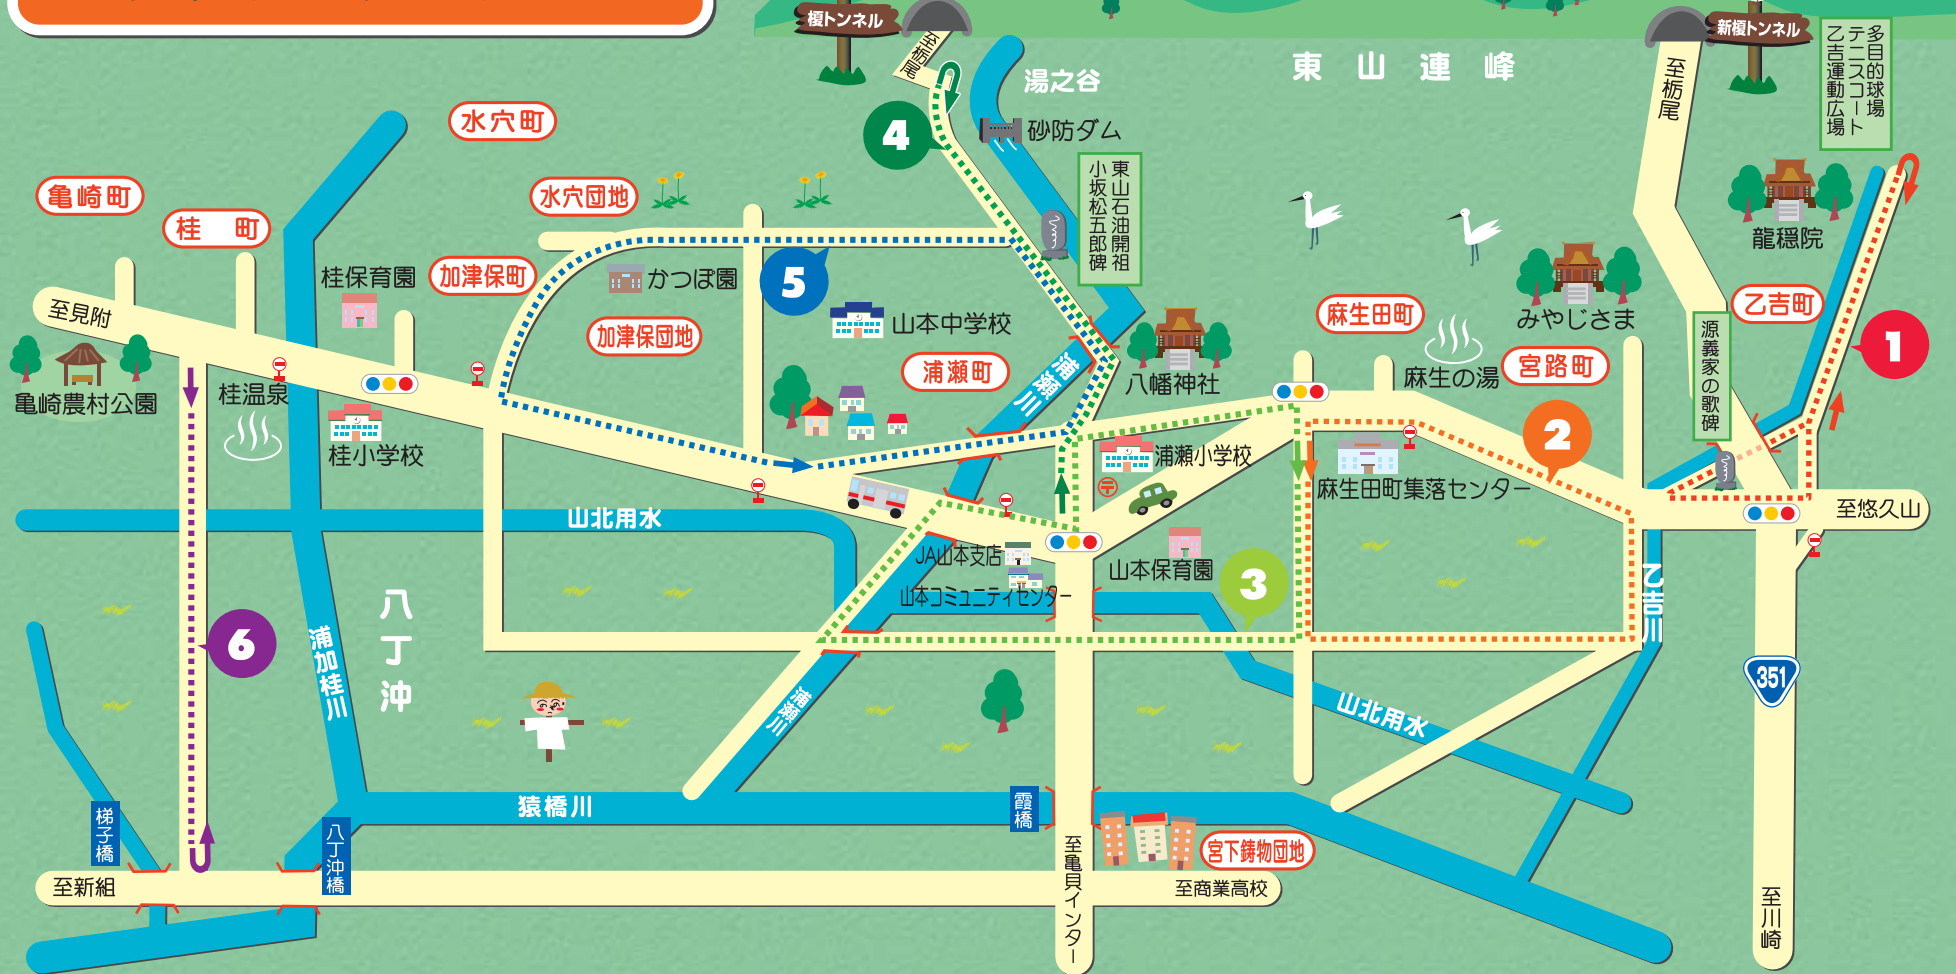 榎トンネル
至栃尾
湯之谷
砂防ダム
東山連峰
新榎トンネル
至栃尾
多目的球場
テニスコート
乙吉運動広場
水穴町
4
東山石油開祖
小坂松五郎碑
龍穏院
亀崎町
桂 町
水穴団地
桂保育園
加津保町
かつぼ園
5
加津保団地
山本中学校
浦瀬町
浦瀬川
八幡神社
麻生田町
麻生の湯
みやじさま
宮路町
源義家の歌碑
乙吉町
1
至見附
亀崎農村公園
桂温泉
桂小学校
浦瀬小学校
麻生田町集落センター
2
至悠久山
山北用水
JA山本支店
山本コミュニティセンター
山本保育園
3
乙吉川
八丁沖
6
浦加桂川
浦瀬川
山北用水
351
梯子橋
八丁沖橋
猿橋川
霞橋
宮下鋳物団地
至新組
至亀貝インター
至商業高校
至川崎